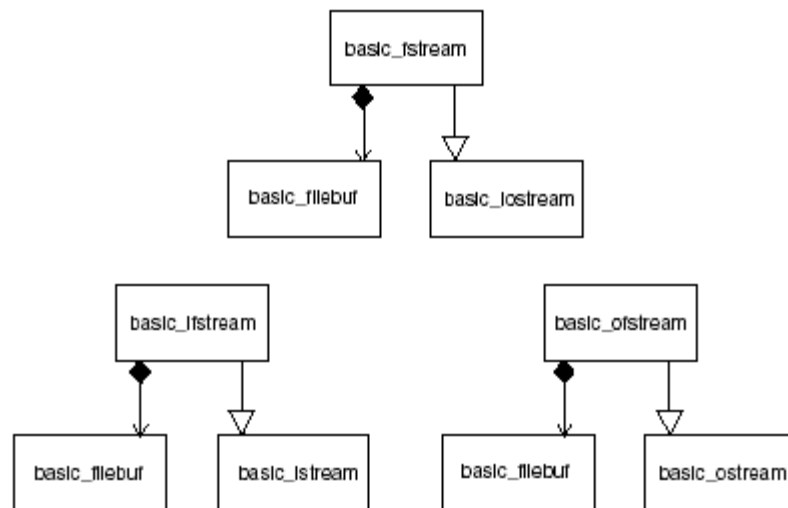 basic_fstream
basic_filebuf
basic_iostream
basic_ifstream
basic_ofstream
basic_filebuf
basic_istream
basic_filebuf
basic_ostream